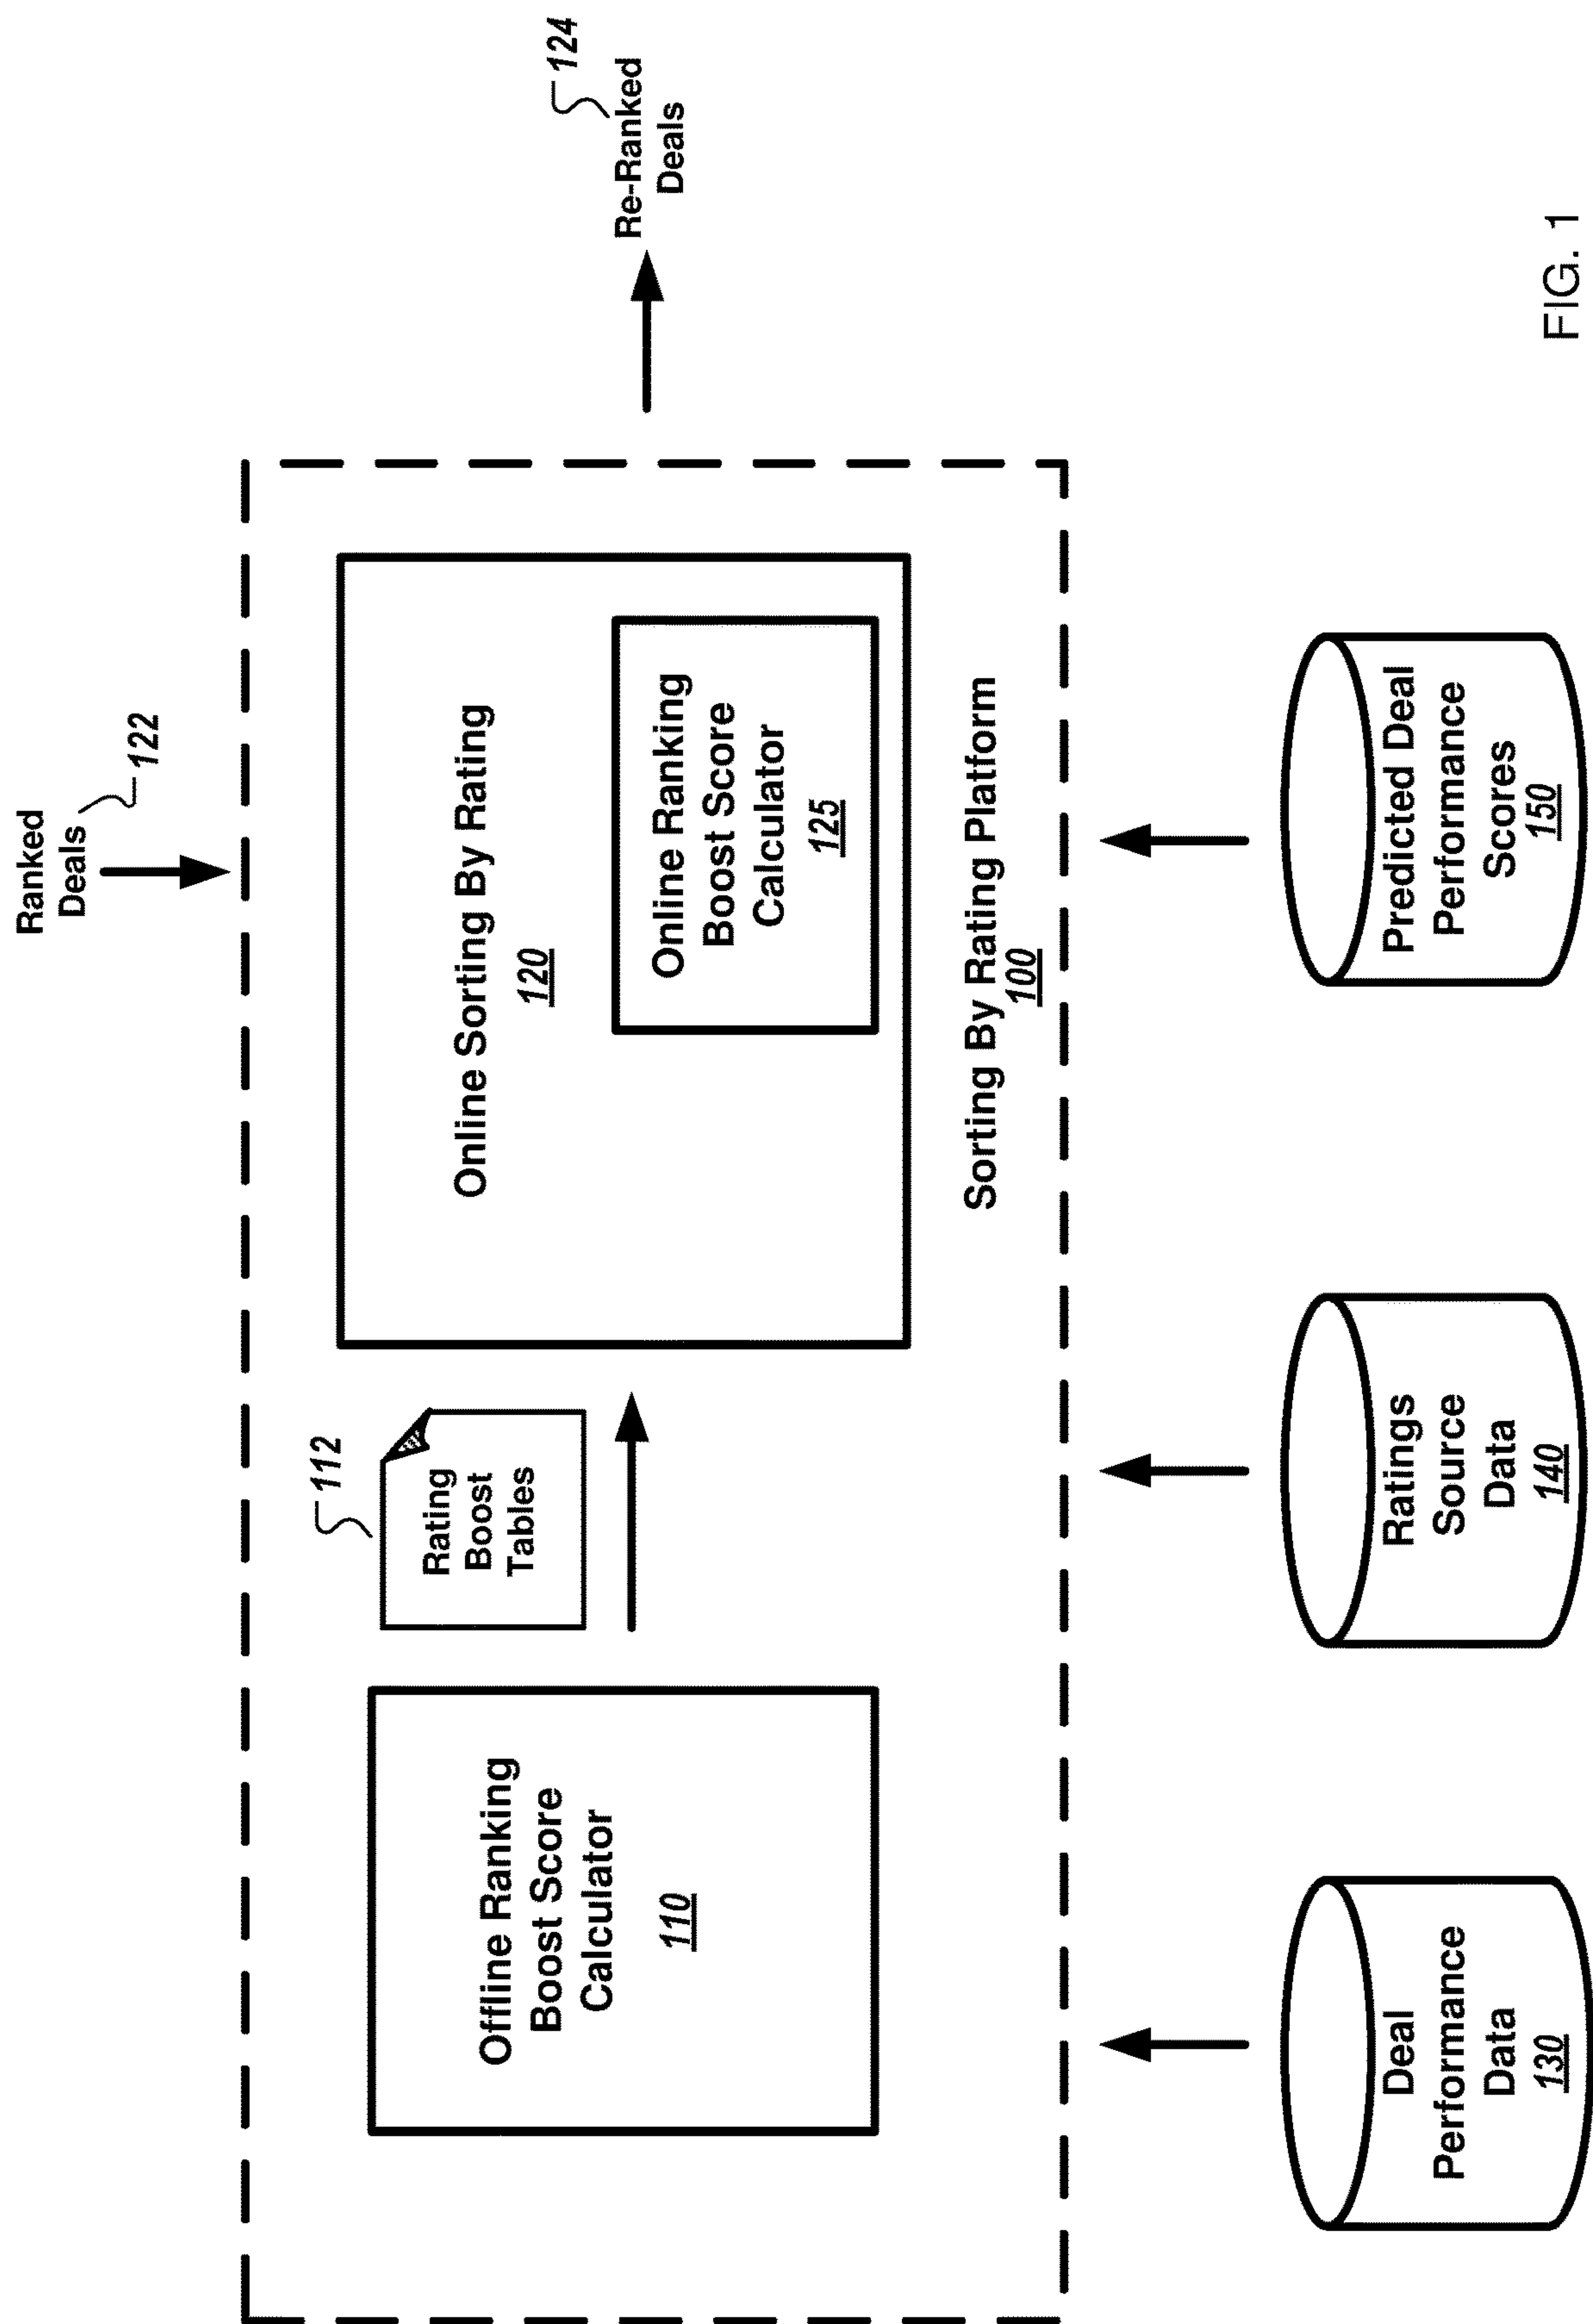 Ranked
Deals
122
Offline Ranking
Boost Score
Calculator
110
112
Rating
Boost
Tables
Online Sorting By Rating
120
Online Ranking
Boost Score
Calculator
125
124
Re-Ranked
Deals
Sorting By Rating Platform
100
Deal
Performance
Data
130
Ratings
Source
Data
140
Predicted Deal
Performance
Scores
150
FIG. 1